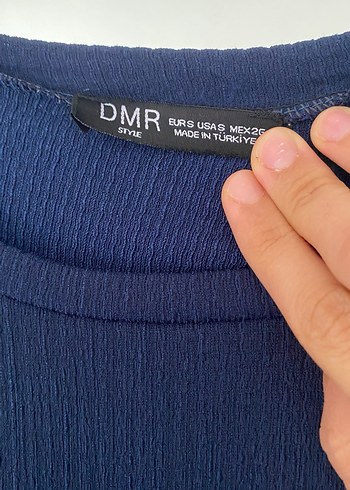 DMR
STYLE
EUR S USA S MEX 26
MADE IN TÜRKİYE